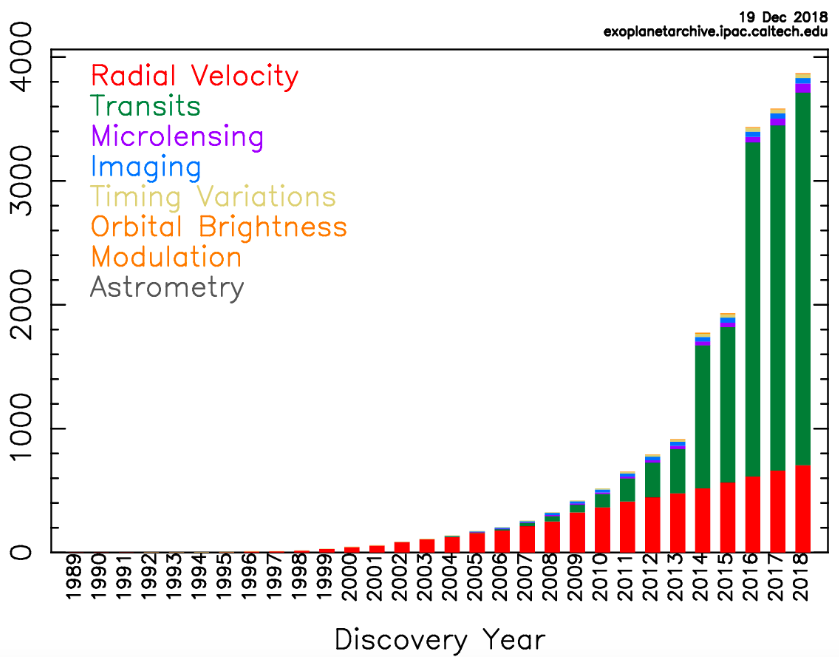 19 Dec 2018
exoplanetarchive.ipac.caltech.edu
Radial Velocity
Transits
Microlensing
Imaging
Timing Variations
Orbital Brightness
Modulation
Astrometry
4000
3000
2000
1000
0
1989 1990 1991 1992 1993 1994 1995 1996 1997 1998 1999 2000 2001 2002 2003 2004 2005 2006 2007 2008 2009 2010 2011 2012 2013 2014 2015 2016 2017 2018
Discovery Year